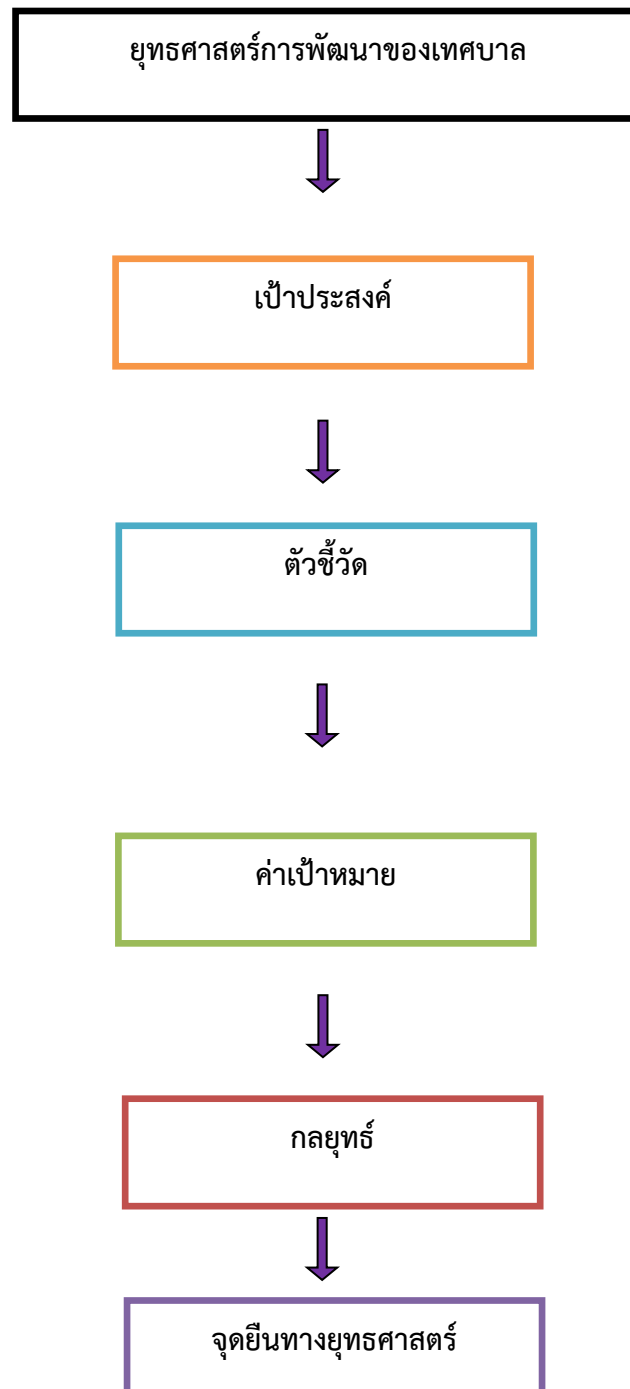 ยุทธศาสตร์การพัฒนาของเทศบาล
เป้าประสงค์
ตัวชี้วัด
ค่าเป้าหมาย
กลยุทธ์
จุดยืนทางยุทธศาสตร์